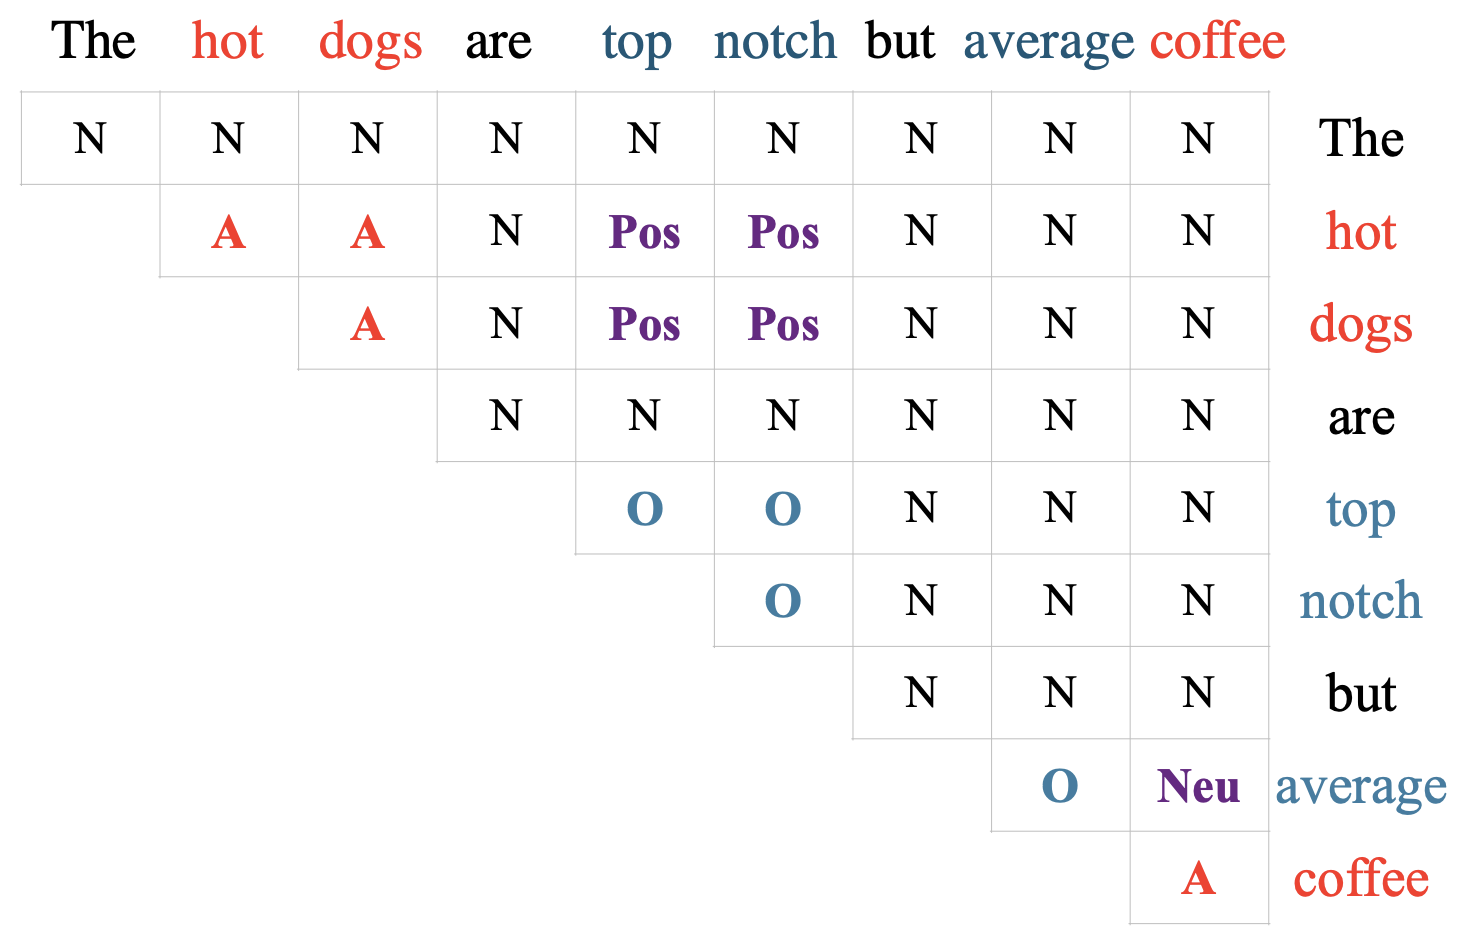 The hot dogs are top notch but average coffee
N N N N N N N N N The
A A N Pos Pos N N N hot
A N Pos Pos N N N dogs
N N N N N N are
O O N N N top
O N N N notch
N N N but
O Neu average
A coffee